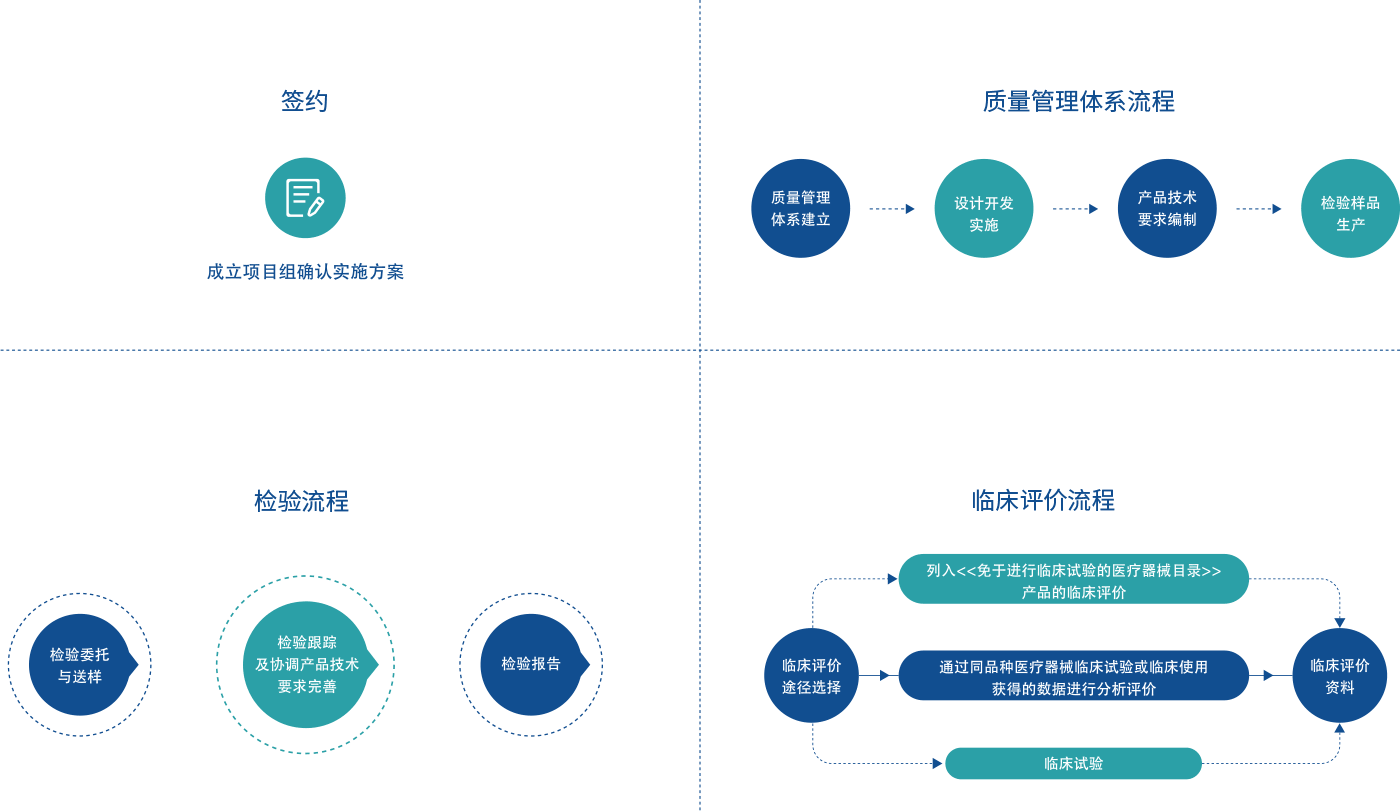 签约
成立项目组确认实施方案
质量管理体系流程
质量管理
体系建立
设计开发
实施
产品技术
要求编制
检验样品
生产
检验流程
检验委托
与送样
检验跟踪
及协调产品技术
要求完善
检验报告
临床评价流程
临床评价
途径选择
列入<<免于进行临床试验的医疗器械目录>>
产品的临床评价
通过同品种医疗器械临床试验或临床使用
获得的数据进行分析评价
临床试验
临床评价
资料